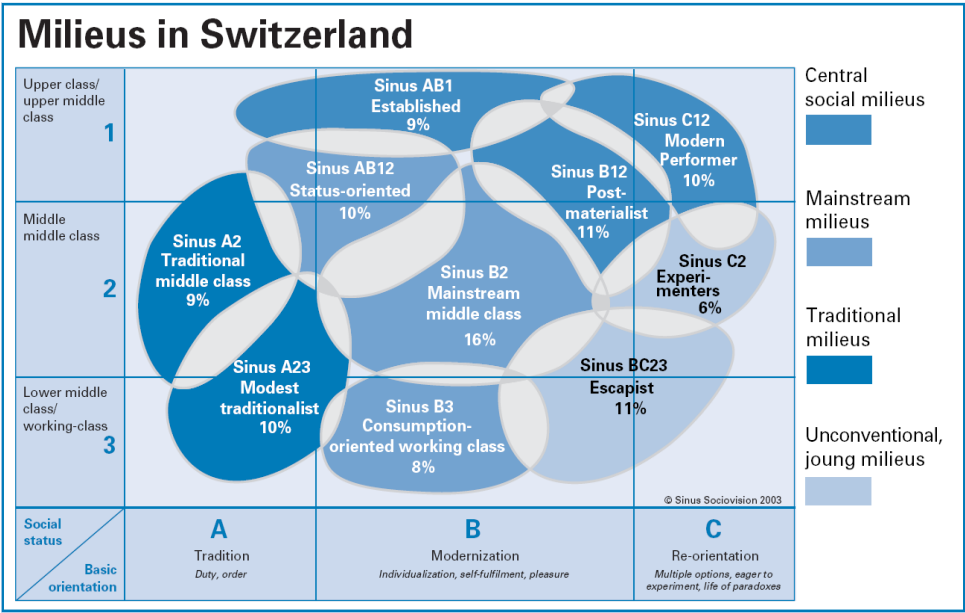 Milieus in Switzerland
Upper class/
upper middle
class
1
Middle
middle class
2
Lower middle
class/
working-class
3
Sinus AB1
Established
9%
Sinus C12
Modern
Performer
10%
Sinus AB12
Status-oriented
10%
Sinus B12
Post-
materialist
11%
Sinus A2
Traditional
middle class
9%
Sinus B2
Mainstream
middle class
16%
Sinus C2
Experi-
menters
6%
Sinus A23
Modest
traditionalist
10%
Sinus BC23
Escapist
11%
Sinus B3
Consumption-
oriented working class
8%
© Sinus Sociovision 2003
Social
status
Basic
orientation
A
Tradition
Duty, order
B
Modernization
Individualization, self-fulfilment, pleasure
C
Re-orientation
Multiple options, eager to
experiment, life of paradoxes
Central
social milieus
Mainstream
milieus
Traditional
milieus
Unconventional,
joung milieus